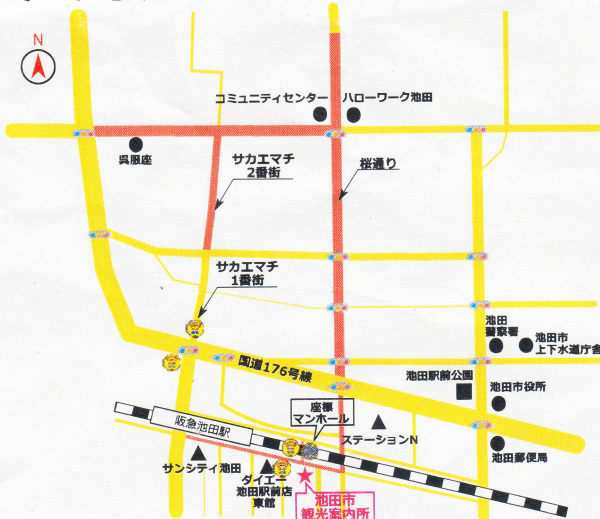 N
コミュニティセンター
ハローワーク池田
呉服座
サカエマチ
2番街
桜通り
サカエマチ
1番街
国道176号線
池田
警察署
池田市
上下水道庁舎
池田駅前公園
池田市役所
座標
マンホール
阪急池田駅
ステーションN
池田郵便局
サンシティ池田
ダイエー
池田駅前店
東館
池田市
観光案内所